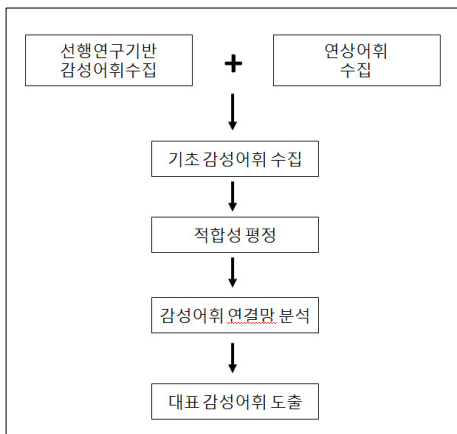 선행연구기반
감성어휘수집
+
연상어휘
수집
기초 감성어휘 수집
적합성 평정
감성어휘 연결망 분석
대표 감성어휘 도출